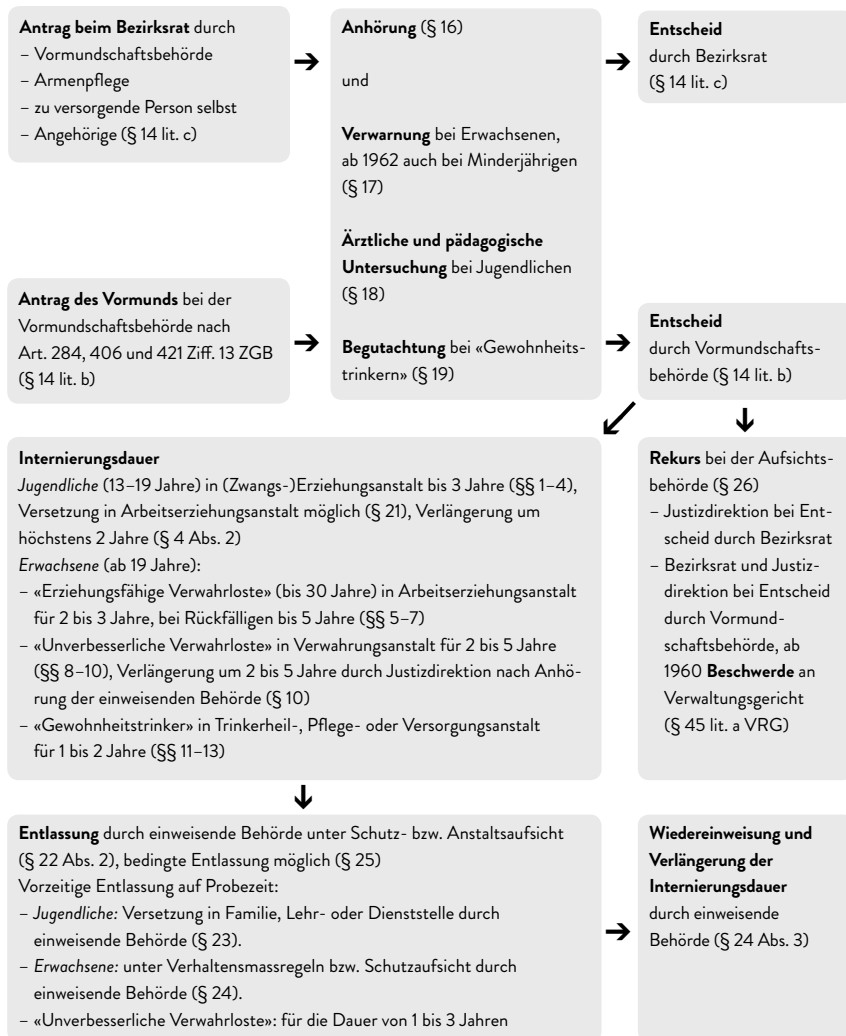 Antrag beim Bezirksrat durch
– Vormundschaftsbehörde
– Armenpflege
– zu versorgende Person selbst
– Angehörige (§ 14 lit. c)
➔
Anhörung (§ 16)
und
Verwarnung bei Erwachsenen,
ab 1962 auch bei Minderjährigen
(§ 17)
Ärztliche und pädagogische
Untersuchung bei Jugendlichen
(§ 18)
Begutachtung bei «Gewohnheits-
trinkern» (§ 19)
➔
Entscheid
durch Bezirksrat
(§ 14 lit. c)
Antrag des Vormunds bei der
Vormundschaftsbehörde nach
Art. 284, 406 und 421 Ziff. 13 ZGB
(§ 14 lit. b)
➔
➔
Entscheid
durch Vormundschafts-
behörde (§ 14 lit. b)
Internierungsdauer
Jugendliche (13–19 Jahre) in (Zwangs-)Erziehungsanstalt bis 3 Jahre (§§ 1–4),
Versetzung in Arbeitserziehungsanstalt möglich (§ 21), Verlängerung um
höchstens 2 Jahre (§ 4 Abs. 2)
Erwachsene (ab 19 Jahre):
– «Erziehungsfähige Verwahrloste» (bis 30 Jahre) in Arbeitserziehungsanstalt
für 2 bis 3 Jahre, bei Rückfälligen bis 5 Jahre (§§ 5–7)
– «Unverbesserliche Verwahrloste» in Verwahrungsanstalt für 2 bis 5 Jahre
(§§ 8–10), Verlängerung um 2 bis 5 Jahre durch Justizdirektion nach Anhö-
rung der einweisenden Behörde (§ 10)
– «Gewohnheitstrinker» in Trinkerheil-, Pflege- oder Versorgungsanstalt
für 1 bis 2 Jahre (§§ 11–13)
Rekurs bei der Aufsichts-
behörde (§ 26)
– Justizdirektion bei Ent-
scheid durch Bezirksrat
– Bezirksrat und Justiz-
direktion bei Entscheid
durch Vormund-
schaftsbehörde, ab
1960 Beschwerde an
Verwaltungsgericht
(§ 45 lit. a VRG)
Entlassung durch einweisende Behörde unter Schutz- bzw. Anstaltsaufsicht
(§ 22 Abs. 2), bedingte Entlassung möglich (§ 25)
Vorzeitige Entlassung auf Probezeit:
– Jugendliche: Versetzung in Familie, Lehr- oder Dienststelle durch
einweisende Behörde (§ 23).
– Erwachsene: unter Verhaltensmassregeln bzw. Schutzaufsicht durch
einweisende Behörde (§ 24).
– «Unverbesserliche Verwahrloste»: für die Dauer von 1 bis 3 Jahren
➔
Wiedereinweisung und
Verlängerung der
Internierungsdauer
durch einweisende
Behörde (§ 24 Abs. 3)